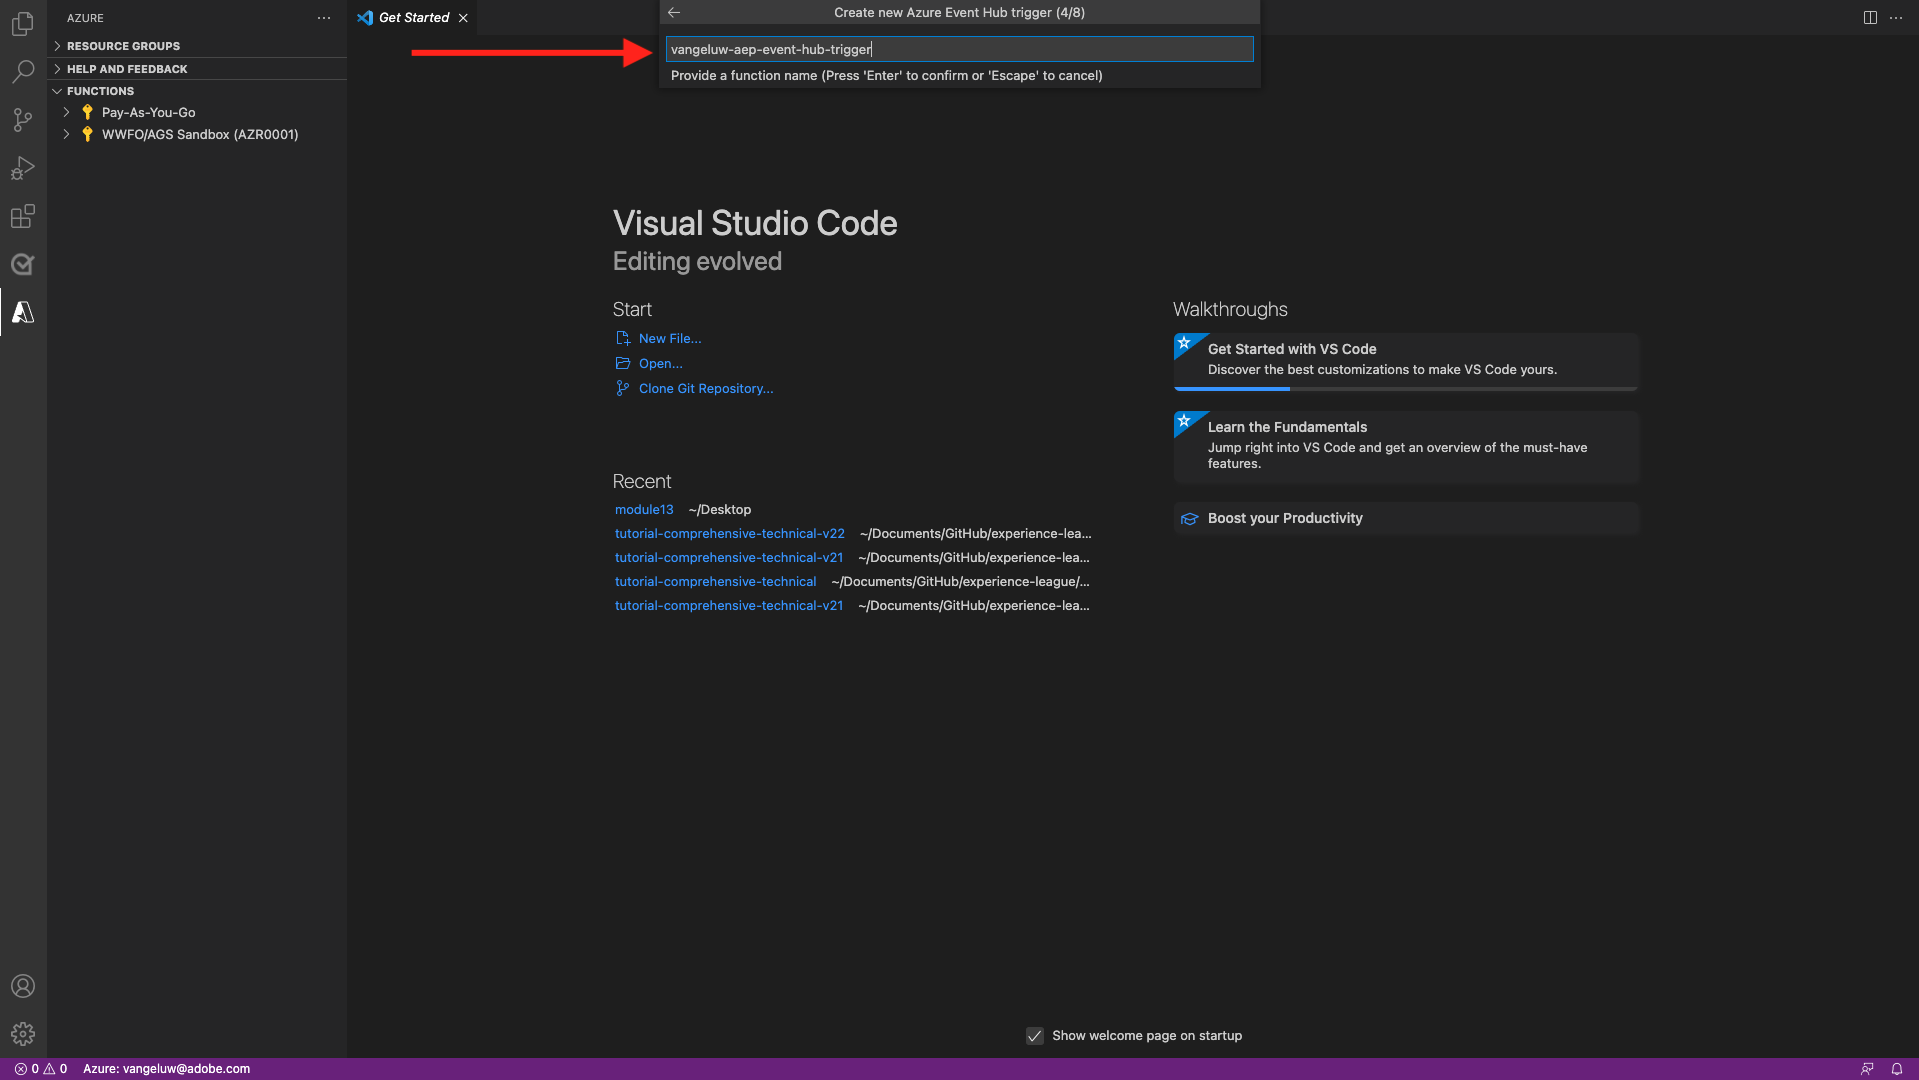 AZURE
RESOURCE GROUPS
HELP AND FEEDBACK
FUNCTIONS
Pay-As-You-Go
WWFO/AGS Sandbox (AZR0001)
Get Started
Create new Azure Event Hub trigger (4/8)
vangeluw-aep-event-hub-trigger
Provide a function name (Press 'Enter' to confirm or 'Escape' to cancel)
Visual Studio Code
Editing evolved
Start
New File...
Open...
Clone Git Repository...
Recent
module13 ~/Desktop
tutorial-comprehensive-technical-v22 ~/Documents/GitHub/experience-lea...
tutorial-comprehensive-technical-v21 ~/Documents/GitHub/experience-lea...
tutorial-comprehensive-technical ~/Documents/GitHub/experience-league/...
tutorial-comprehensive-technical-v21 ~/Documents/GitHub/experience-lea...
Walkthroughs
Get Started with VS Code
Discover the best customizations to make VS Code yours.
Learn the Fundamentals
Jump right into VS Code and get an overview of the must-have
features.
Boost your Productivity
Show welcome page on startup
0 0 Azure: vangeluw@adobe.com